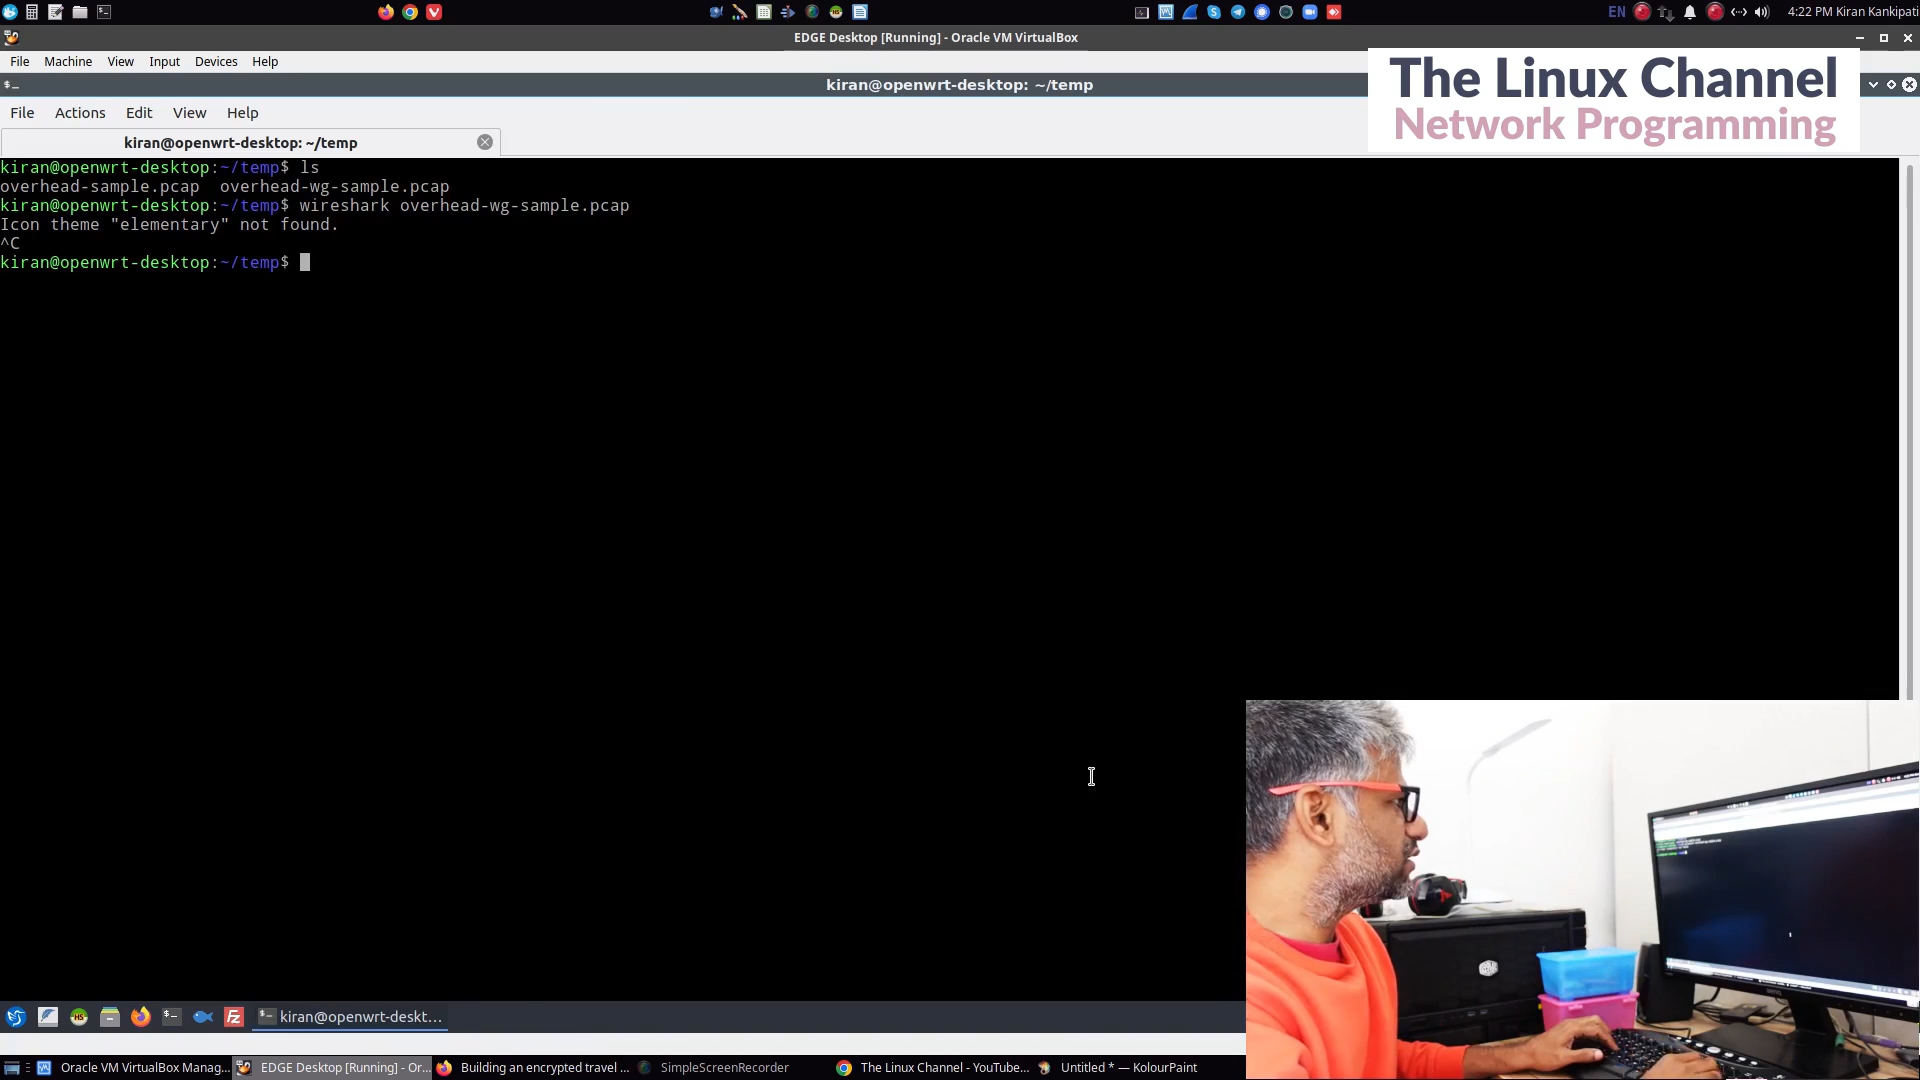 4:22 PM Kiran Kankipati
EN
EDGE Desktop [Running] - Oracle VM VirtualBox
File Machine View Input Devices Help
The Linux Channel
Network Programming
kiran@openwrt-desktop: ~/temp
File Actions Edit View Help
kiran@openwrt-desktop: ~/temp
kiran@openwrt-desktop:~/temp$ ls
overhead-sample.pcap  overhead-wg-sample.pcap
kiran@openwrt-desktop:~/temp$ wireshark overhead-wg-sample.pcap
Icon theme "elementary" not found.
^C
kiran@openwrt-desktop:~/temp$
kiran@openwrt-deskt...
Oracle VM VirtualBox Manag... EDGE Desktop [Running] - Or... Building an encrypted travel ... SimpleScreenRecorder The Linux Channel - YouTube... Untitled * — KolourPaint